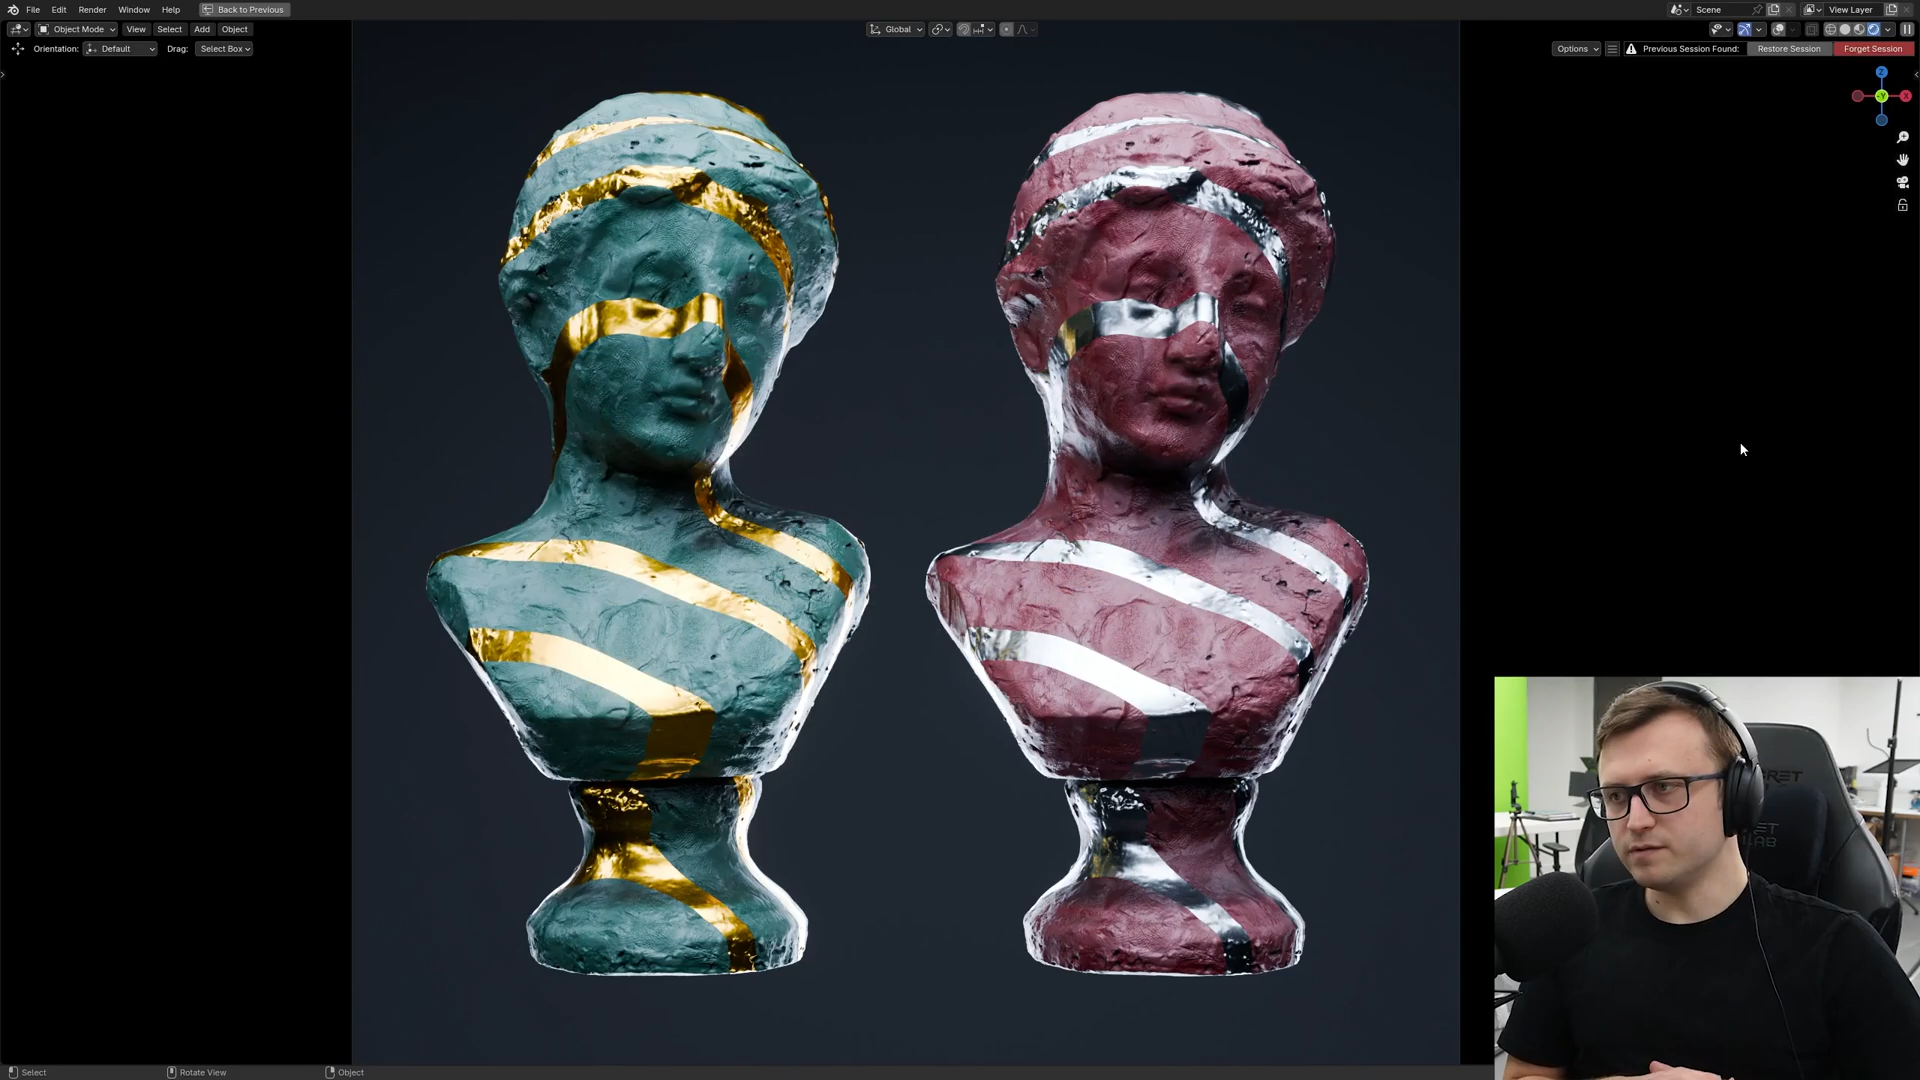 File Edit Render Window Help Back to Previous Scene View Layer
Object Mode View Select Add Object Global
Orientation: Default Drag: Select Box Options Previous Session Found: Restore Session Forget Session
Z
Y X
Select Rotate View Object